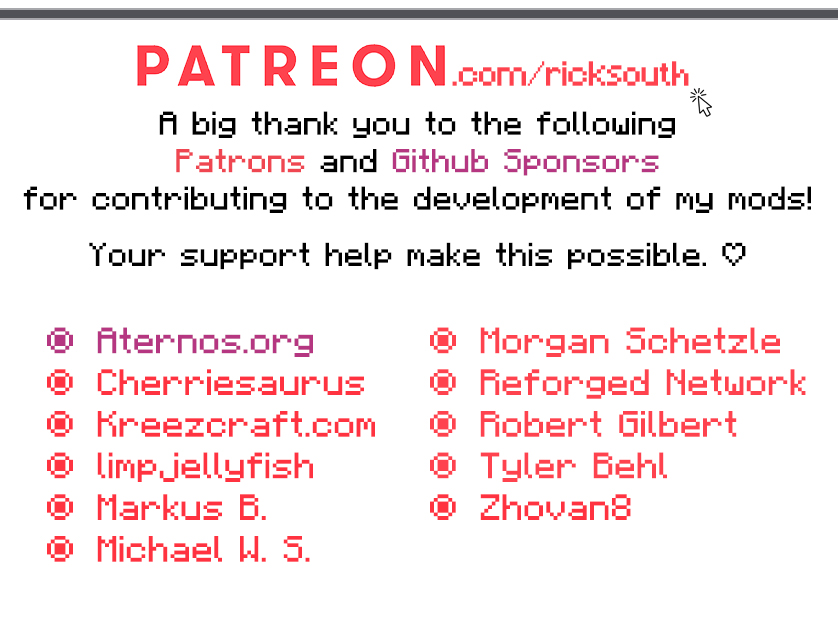 PATREON.com/ricksouth
A big thank you to the following
Patrons and Github Sponsors
for contributing to the development of my mods!
Your support help make this possible. ♡
Aternos.org
Cherriesaurus
Kreezcraft.com
limpjellyfish
Markus B.
Michael W. S.
Morgan Schetzle
Reforged Network
Robert Gilbert
Tyler Behl
Zhovan8